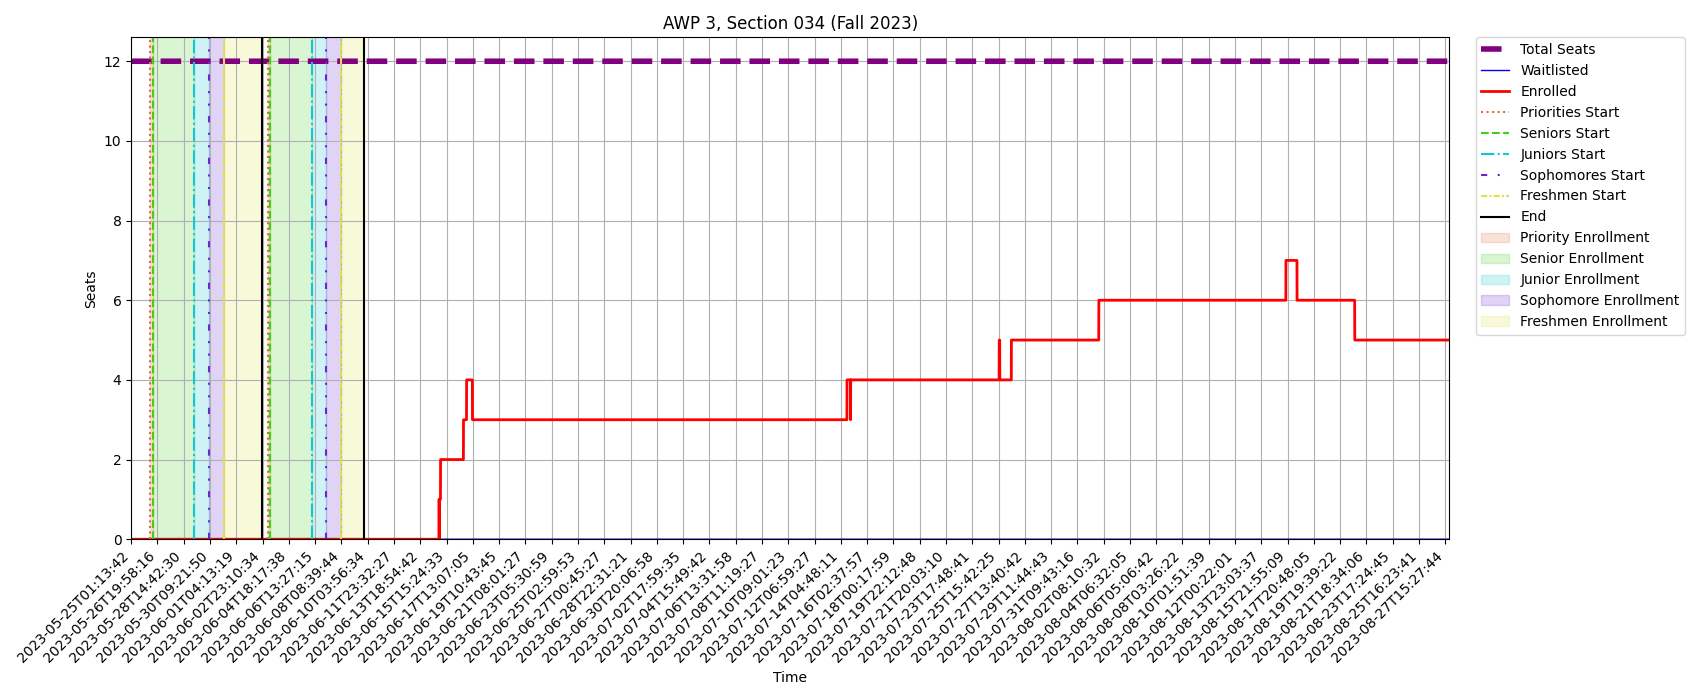 AWP 3, Section 034 (Fall 2023)
Seats
12
10
8
6
4
2
0
2023-05-25T01:13:42
2023-05-26T19:58:16
2023-05-28T14:42:30
2023-05-30T09:21:50
2023-06-01T04:13:19
2023-06-02T23:10:34
2023-06-04T18:17:38
2023-06-06T13:27:15
2023-06-08T08:39:44
2023-06-10T03:56:34
2023-06-11T23:32:27
2023-06-13T18:54:42
2023-06-15T15:24:33
2023-06-17T13:07:05
2023-06-19T10:43:45
2023-06-21T08:01:27
2023-06-23T05:30:59
2023-06-25T02:59:53
2023-06-27T00:45:27
2023-06-28T22:31:21
2023-06-30T20:06:58
2023-07-02T17:59:35
2023-07-04T15:49:42
2023-07-06T13:31:58
2023-07-08T11:19:27
2023-07-10T09:01:23
2023-07-12T06:59:27
2023-07-14T04:48:11
2023-07-16T02:37:57
2023-07-18T00:17:59
2023-07-19T22:12:48
2023-07-21T20:03:10
2023-07-23T17:48:41
2023-07-25T15:42:25
2023-07-27T13:40:42
2023-07-29T11:44:43
2023-07-31T09:43:16
2023-08-02T08:10:32
2023-08-04T06:32:05
2023-08-06T05:06:42
2023-08-08T03:26:22
2023-08-10T01:51:39
2023-08-12T00:22:01
2023-08-13T23:03:37
2023-08-15T21:55:09
2023-08-17T20:48:05
2023-08-19T19:39:22
2023-08-21T18:34:06
2023-08-23T17:24:45
2023-08-25T16:23:41
2023-08-27T15:27:44
Time
Total Seats
Waitlisted
Enrolled
Priorities Start
Seniors Start
Juniors Start
Sophomores Start
Freshmen Start
End
Priority Enrollment
Senior Enrollment
Junior Enrollment
Sophomore Enrollment
Freshmen Enrollment